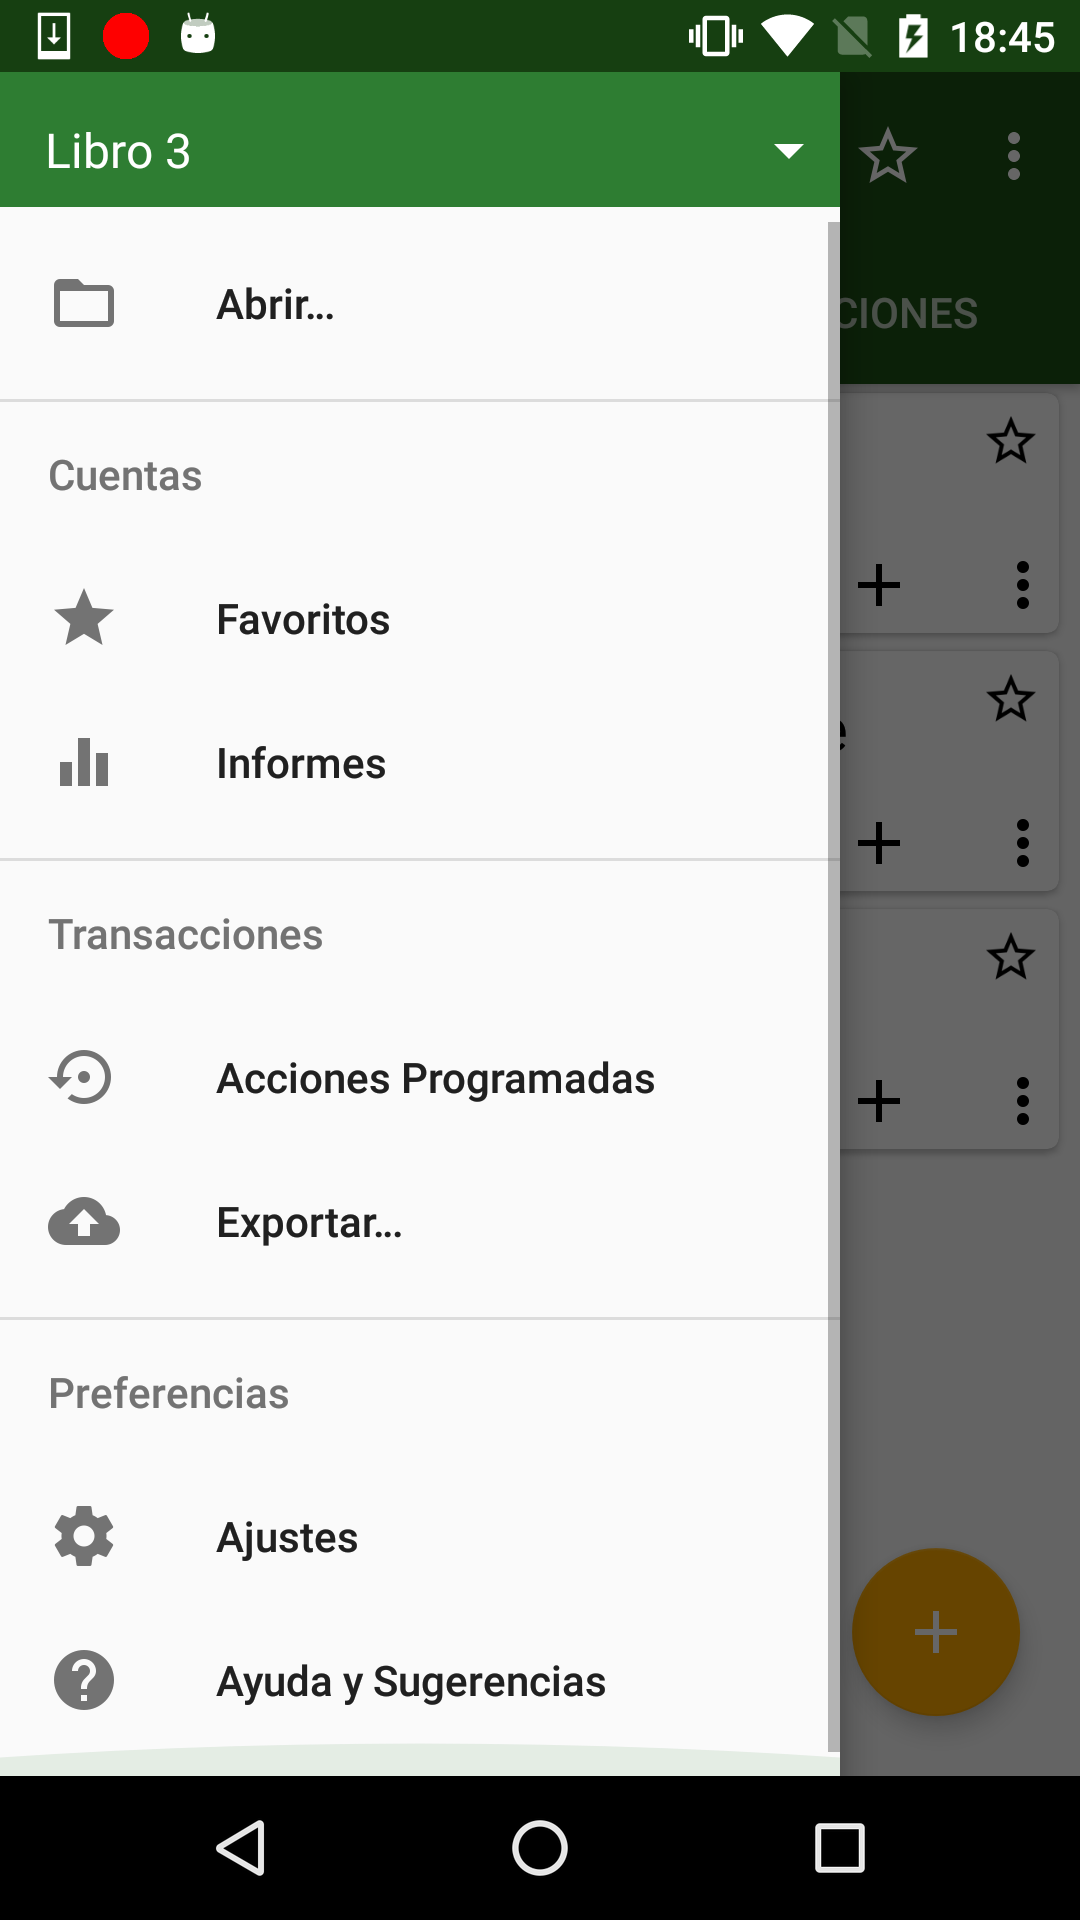 18:45
Libro 3
CIONES
Abrir...
Cuentas
Favoritos
Informes
Transacciones
Acciones Programadas
Exportar...
Preferencias
Ajustes
Ayuda y Sugerencias